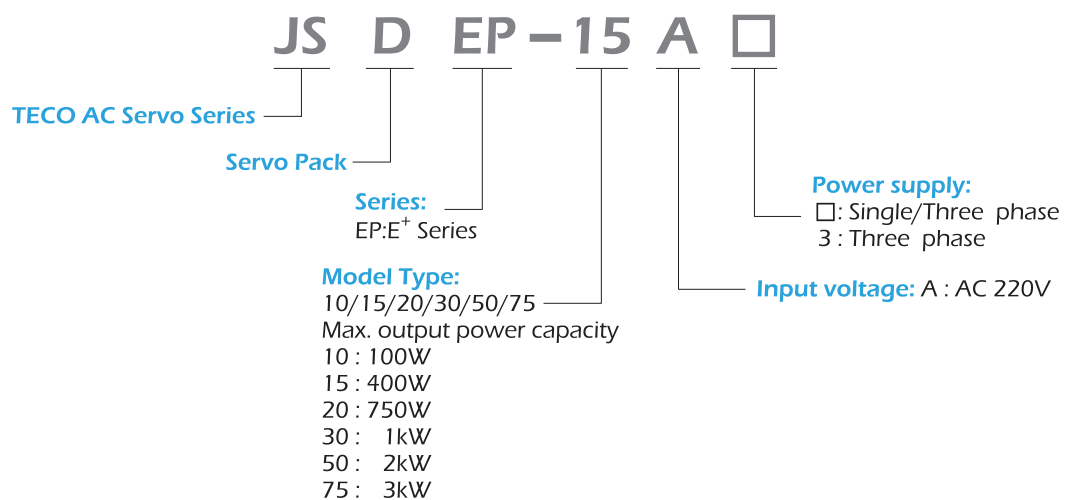 JS D EP-15 A □
TECO AC Servo Series
Servo Pack
Series:
EP:E+ Series
Model Type:
10/15/20/30/50/75
Max. output power capacity
10 : 100W
15 : 400W
20 : 750W
30 : 1kW
50 : 2kW
75 : 3kW
Power supply:
□: Single/Three phase
3 : Three phase
Input voltage: A : AC 220V